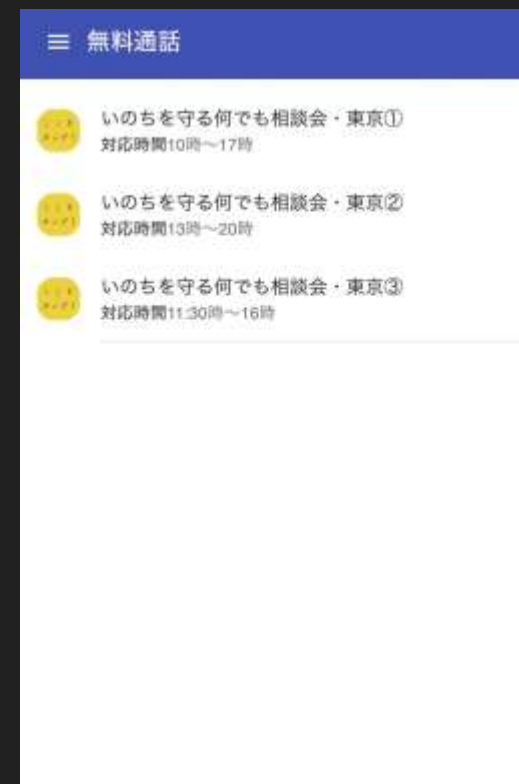 無料通話
いのちを守る何でも相談会・東京①
対応時間10時〜17時
いのちを守る何でも相談会・東京②
対応時間13時〜20時
いのちを守る何でも相談会・東京③
対応時間11:30時〜16時